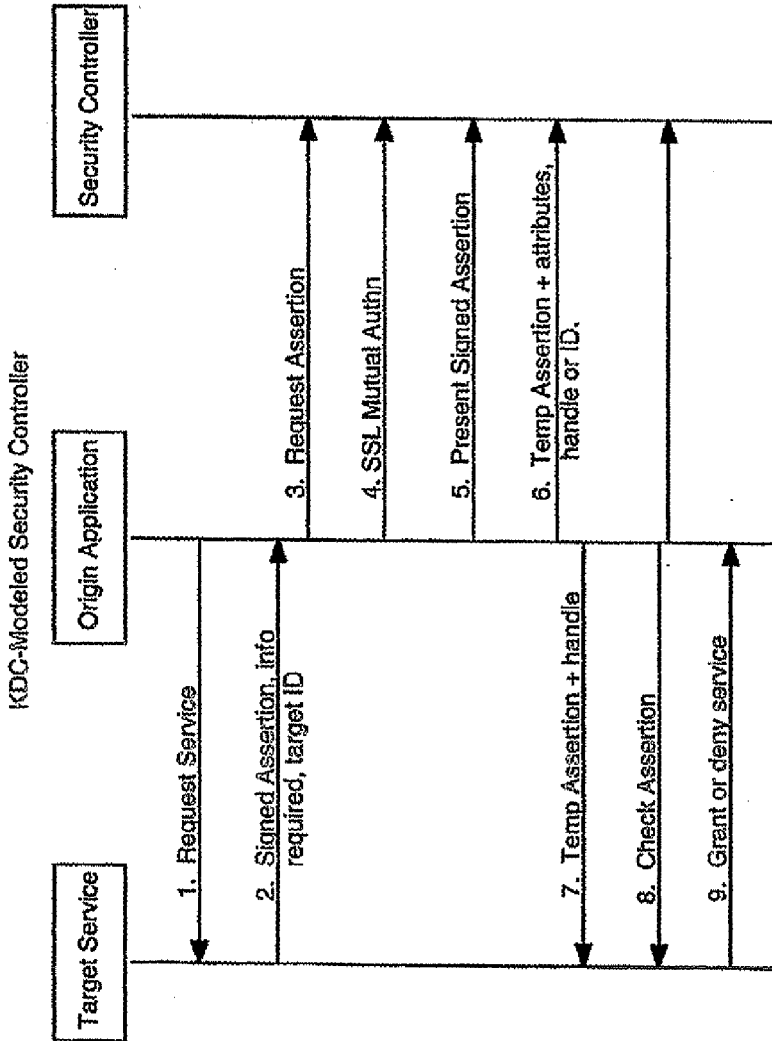 KDC-Modeled Security Controller
Target Service
Origin Application
Security Controller
1. Request Service
2. Signed Assertion, info
required, target ID
3. Request Assertion
4. SSL Mutual Authn
5. Present Signed Assertion
6. Temp Assertion + attributes,
handle or ID.
7. Temp Assertion + handle
8. Check Assertion
9. Grant or deny service